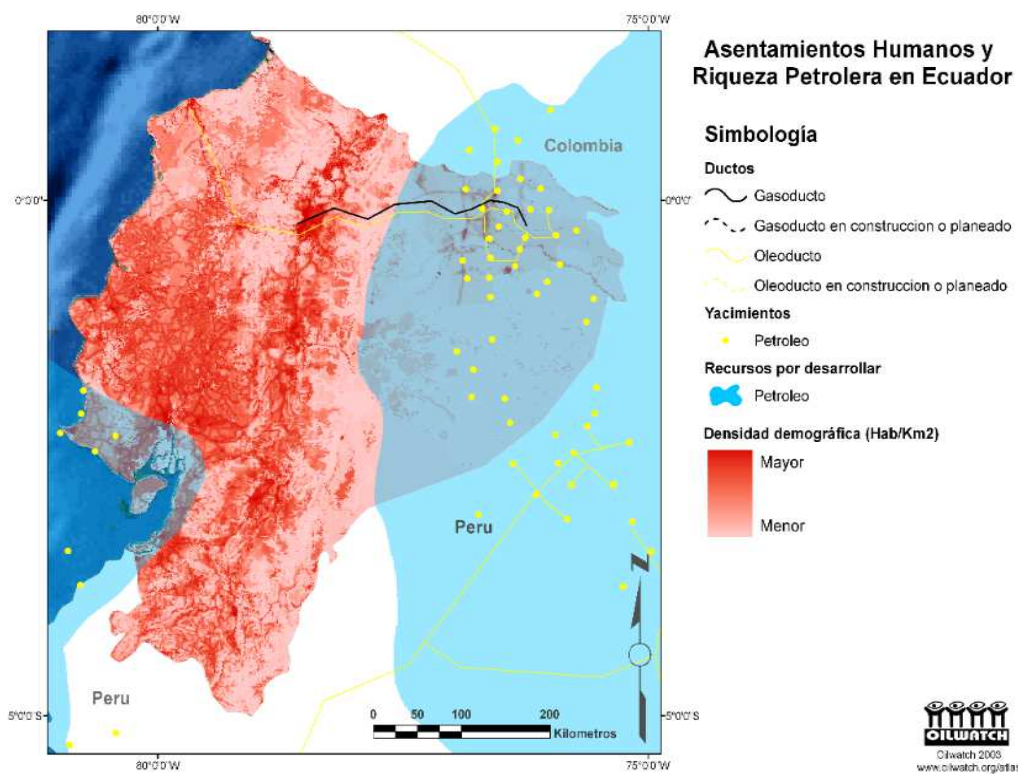 80°0'0"W
75°0'0"W
Asentamientos Humanos y
Riqueza Petrolera en Ecuador
Simbología
Ductos
Gasoducto
Gasoducto en construccion o planeado
Oleoducto
Oleoducto en construccion o planeado
Yacimientos
Petroleo
Recursos por desarrollar
Petroleo
Densidad demográfica (Hab/Km2)
Mayor
Menor
Colombia
0°0'0"
0°0'0"
Peru
N
Peru
0 50 100 200
Kilometros
5°0'0"S
5°0'0"S
80°0'0"W
75°0'0"W
OILWATCH
Oilwatch 2003
www.oilwatch.org/atlas